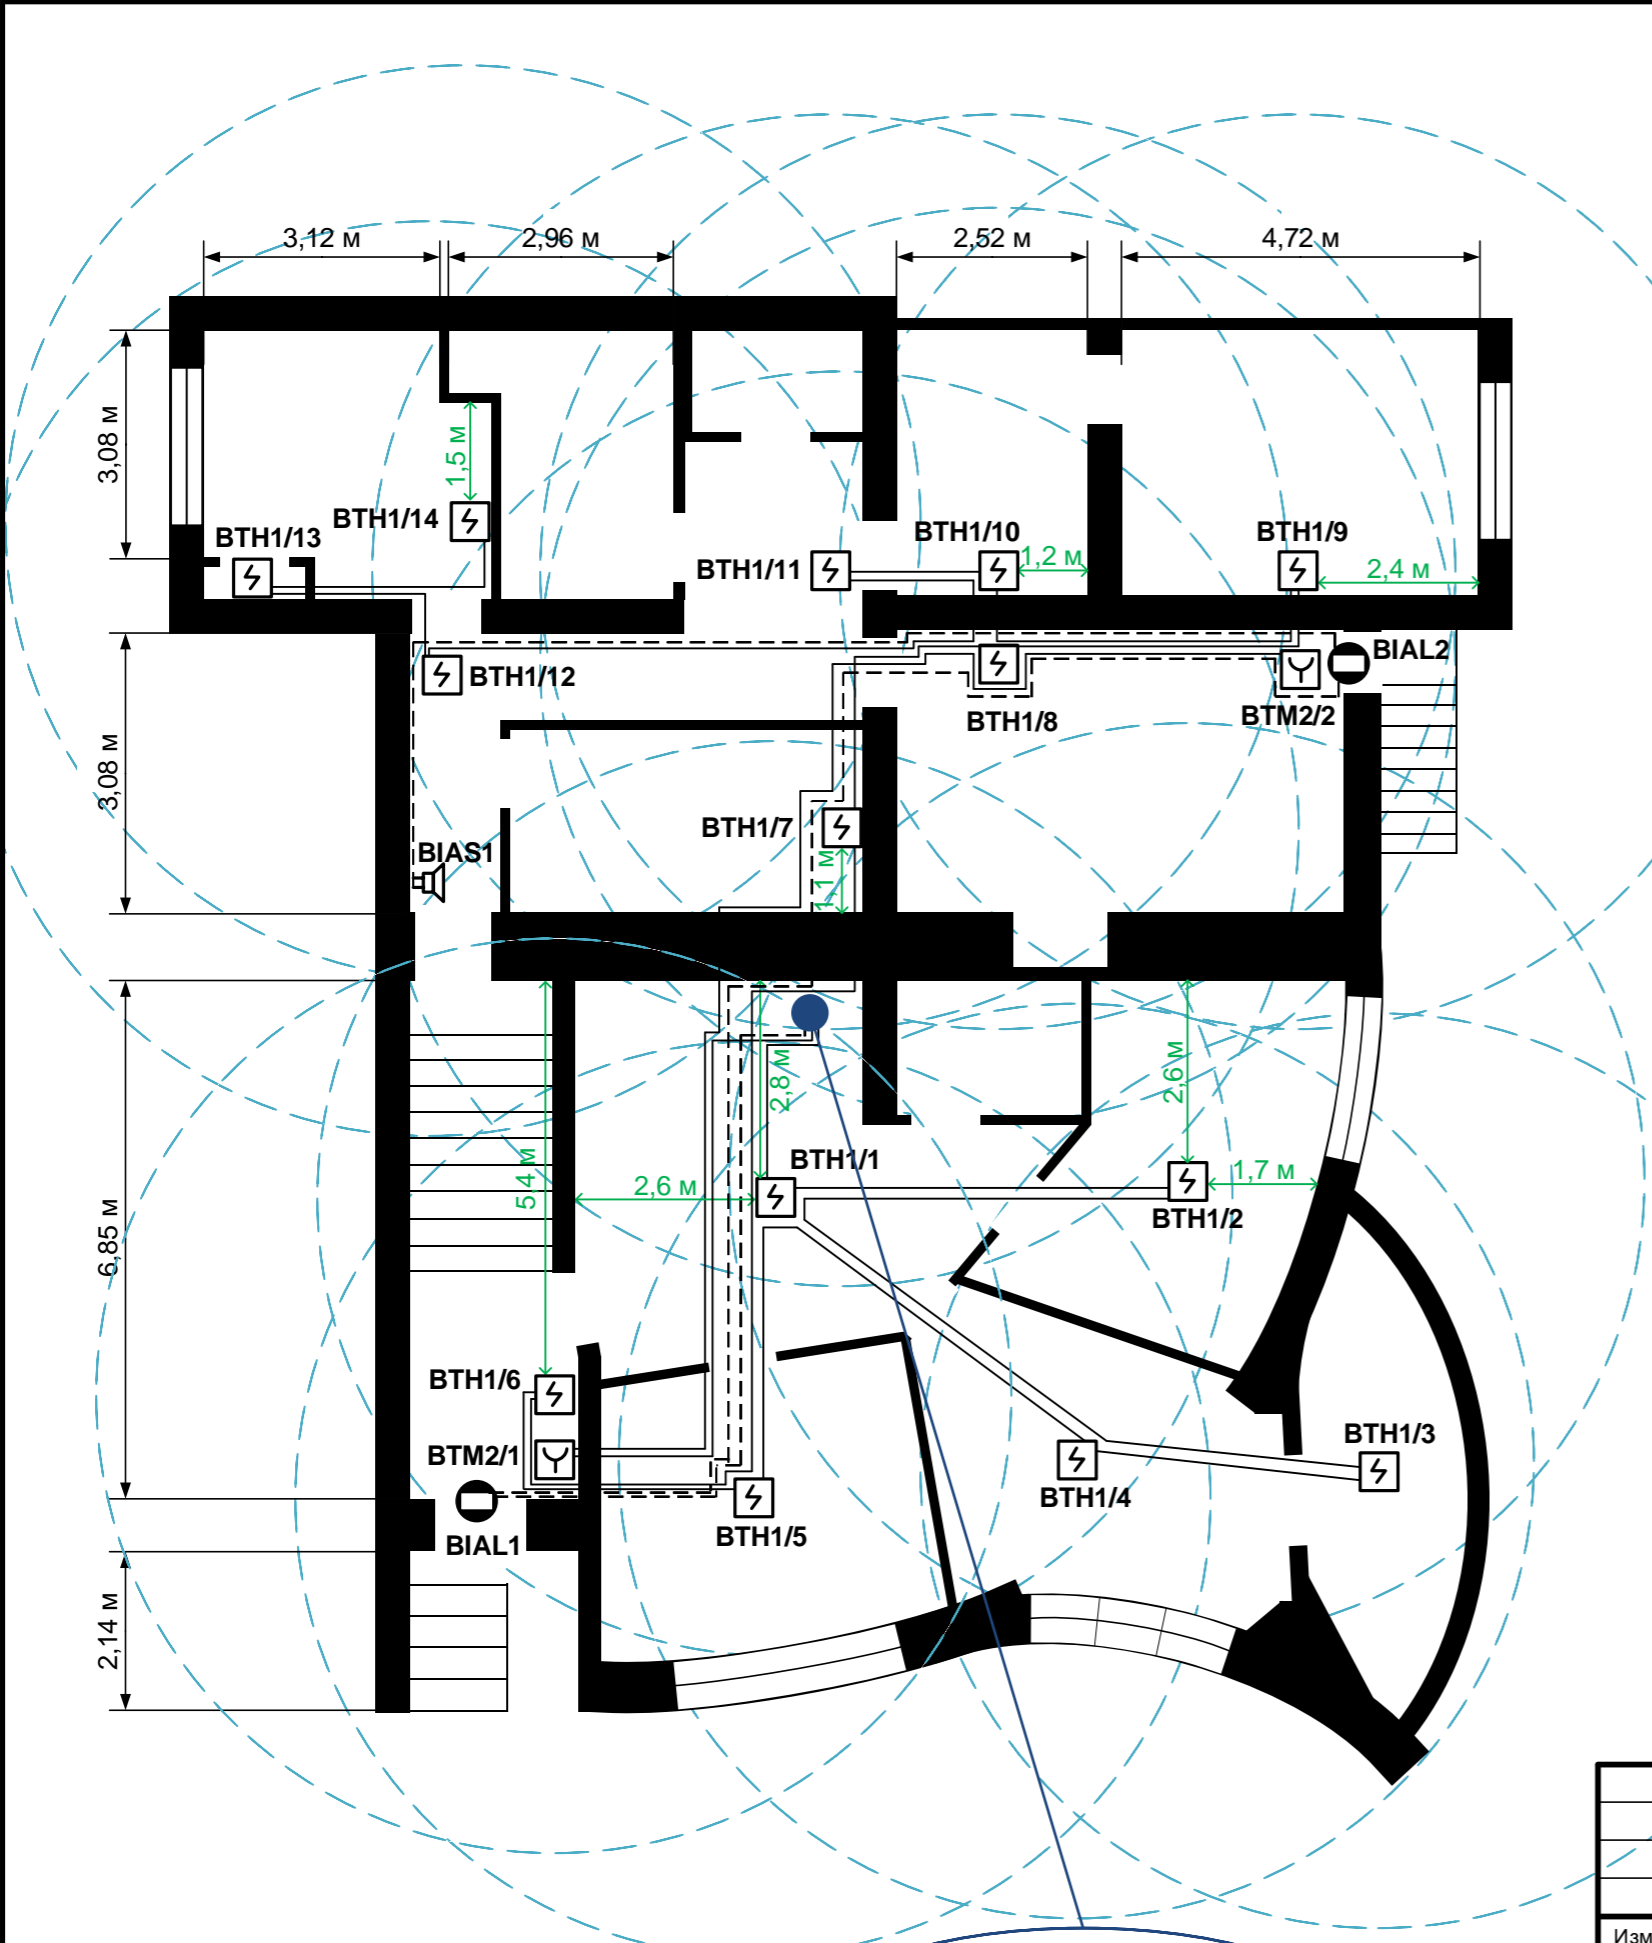 3,12 м
2,96 м
2,52 м
4,72 м
3,08 м
1,5 м
BTH1/14
BTH1/13
BTH1/11
BTH1/10
1,2 м
BTH1/9
2,4 м
BTH1/12
BTH1/8
BTM2/2
BIAL2
3,08 м
BTH1/7
1,1 м
BIAS1
2,8 м
2,6 м
5,4 м
2,6 м
BTH1/1
BTH1/2
1,7 м
6,85 м
BTH1/6
BTM2/1
BTH1/3
BTH1/4
BTH1/5
BIAL1
2,14 м
Изм